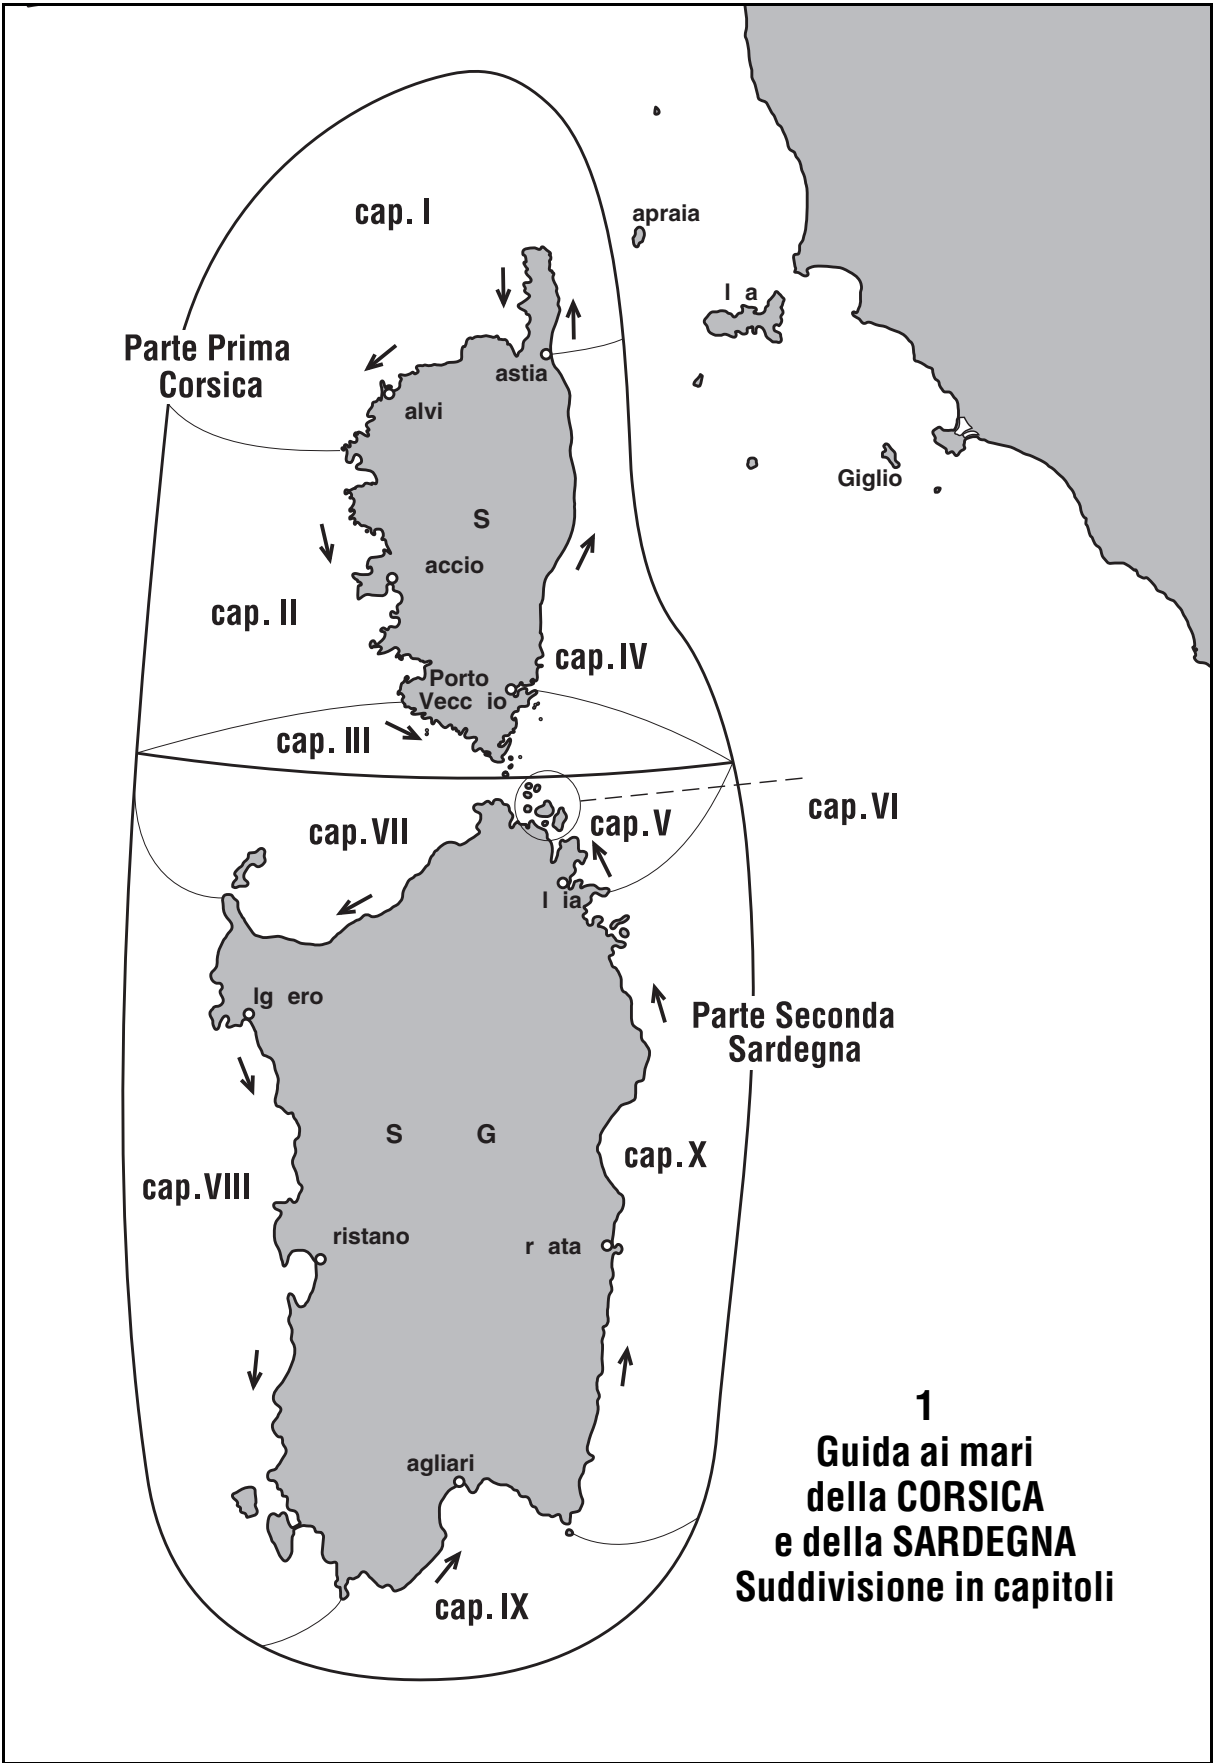 cap. I
apraia
l a
Parte Prima
Corsica
astia
alvi
Giglio
S
accio
cap. II
cap. IV
Porto
Vecc io
cap. III
cap. VI
cap. VII
cap. V
l ia
lg ero
Parte Seconda
Sardegna
S G
cap. X
cap. VIII
ristano
r ata
1
Guida ai mari
della CORSICA
e della SARDEGNA
Suddivisione in capitoli
agliari
cap. IX